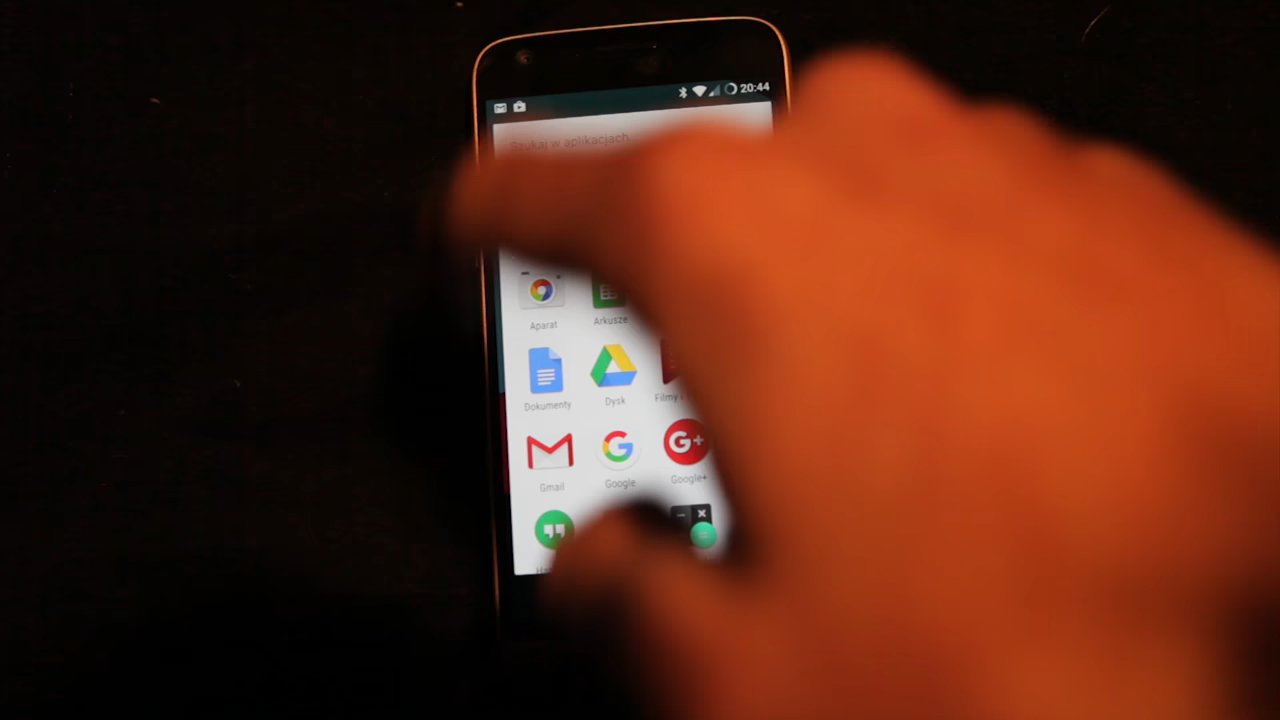 20:44
Szukaj w aplikacjach
Aparat Arkusze
Dokumenty Dysk Filmy i
Gmail Google Google+